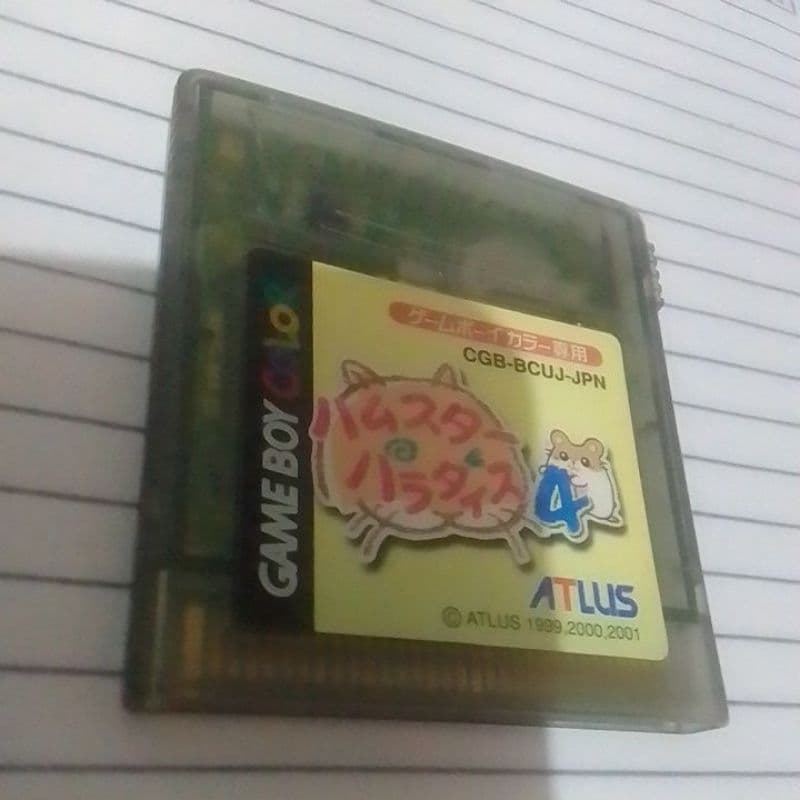 GAME BOY COLOR
ゲームボーイカラー専用
CGB-BCUJ-JPN
ハムスター
パラダイス
4
ATLUS
© ATLUS 1999,2000,2001